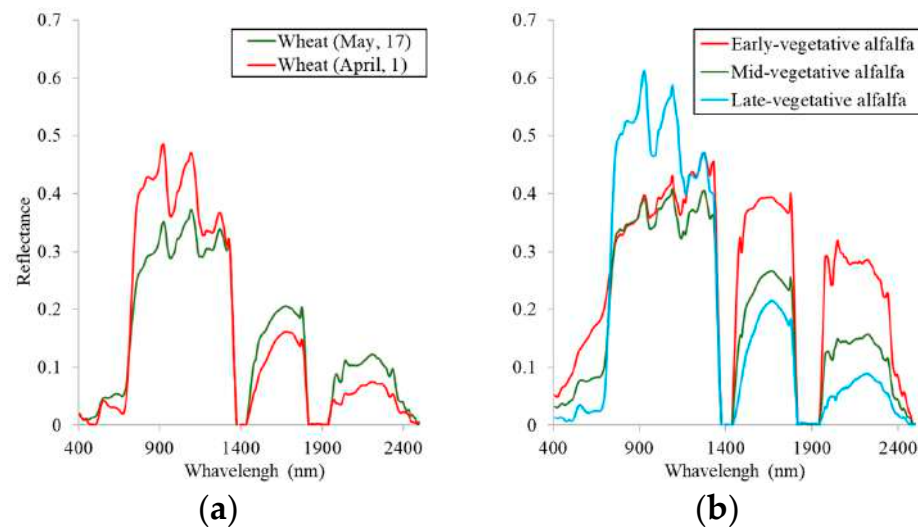 0.7
0.6
0.5
0.4
0.3
0.2
0.1
0
Reflectance
Wheat (May, 17)
Wheat (April, 1)
400 900 1400 1900 2400
Whavelengh (nm)
(a)
0.7
0.6
0.5
0.4
0.3
0.2
0.1
0
Early-vegetative alfalfa
Mid-vegetative alfalfa
Late-vegetative alfalfa
400 900 1400 1900 2400
Whavelengh (nm)
(b)